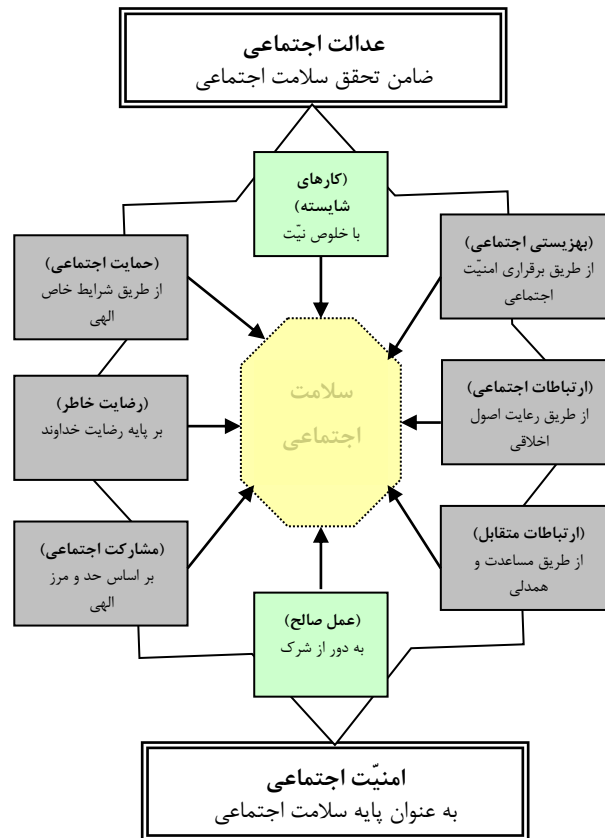 عدالت اجتماعی
ضامن تحقق سلامت اجتماعی
(کارهای
شایسته)
با خلوص نیّت
(بهزیستی اجتماعی)
از طریق برقراری امنیّت
اجتماعی
(حمایت اجتماعی)
از طریق شرایط خاص
الهی
سلامت
اجتماعی
(ارتباطات اجتماعی)
از طریق رعایت اصول
اخلاقی
(رضایت خاطر)
بر پایه رضایت خداوند
(ارتباطات متقابل)
از طریق مساعدت و
همدلی
(مشارکت اجتماعی)
بر اساس حد و مرز
الهی
(عمل صالح)
به دور از شرک
امنیّت اجتماعی
به عنوان پایه سلامت اجتماعی